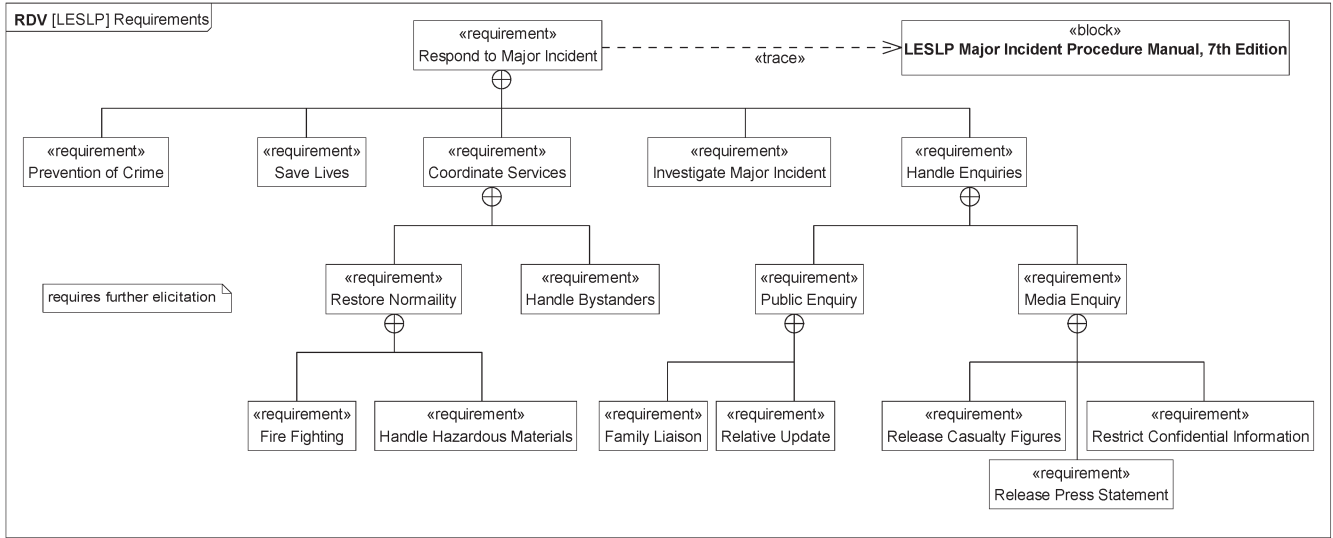 RDV [LESLP] Requirements
«requirement»
Respond to Major Incident
«trace»
«block»
LESLP Major Incident Procedure Manual, 7th Edition
«requirement»
Prevention of Crime
«requirement»
Save Lives
«requirement»
Coordinate Services
«requirement»
Investigate Major Incident
«requirement»
Handle Enquiries
requires further elicitation
«requirement»
Restore Normaility
«requirement»
Handle Bystanders
«requirement»
Public Enquiry
«requirement»
Media Enquiry
«requirement»
Fire Fighting
«requirement»
Handle Hazardous Materials
«requirement»
Family Liaison
«requirement»
Relative Update
«requirement»
Release Casualty Figures
«requirement»
Restrict Confidential Information
«requirement»
Release Press Statement